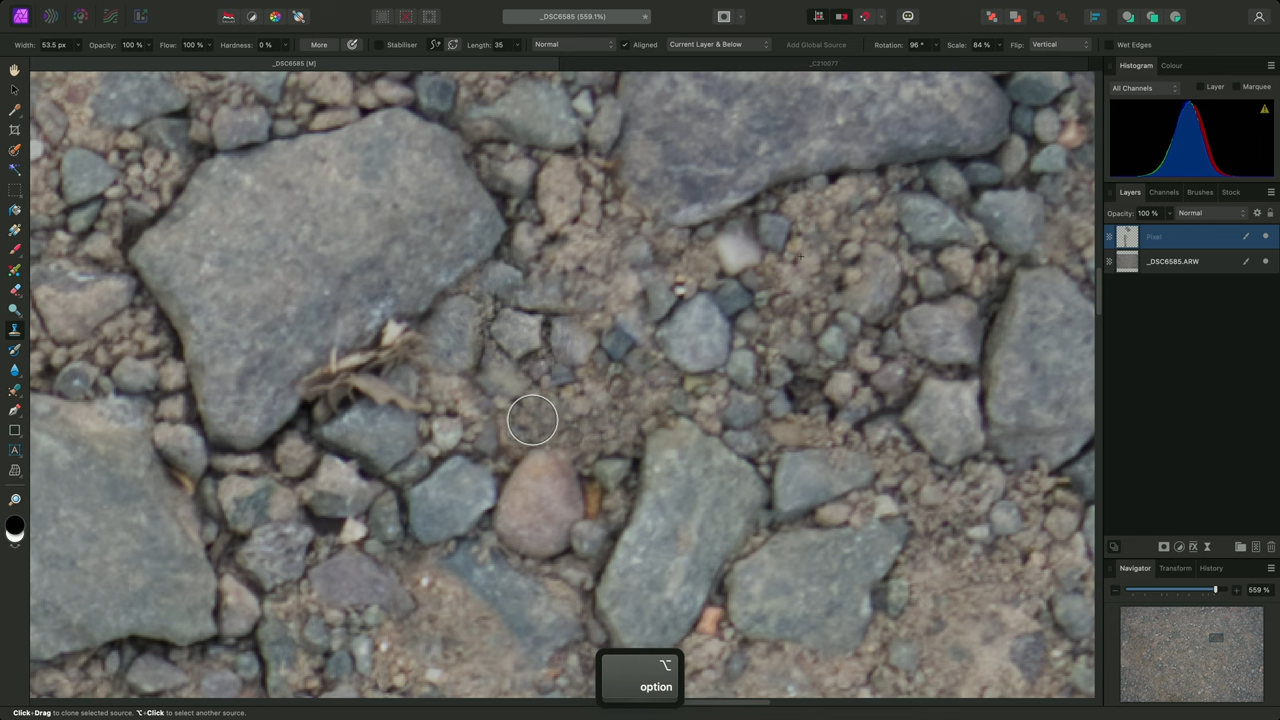 _DSC6585 (559.1%)
Width: 53.5 px Opacity: 100 % Flow: 100 % Hardness: 0 % More Stabiliser Length: 35 Normal Aligned Current Layer & Below Add Global Source Rotation: 96 ° Scale: 84 % Flip: Vertical Wet Edges
_DSC6585 [M] _C210077
Histogram Colour
All Channels Layer Marquee
Layers Channels Brushes Stock
Opacity: 100 % Normal
Pixel
_DSC6585.ARW
Navigator Transform History
559 %
option
Click+Drag to clone selected source. ⌥+Click to select another source.